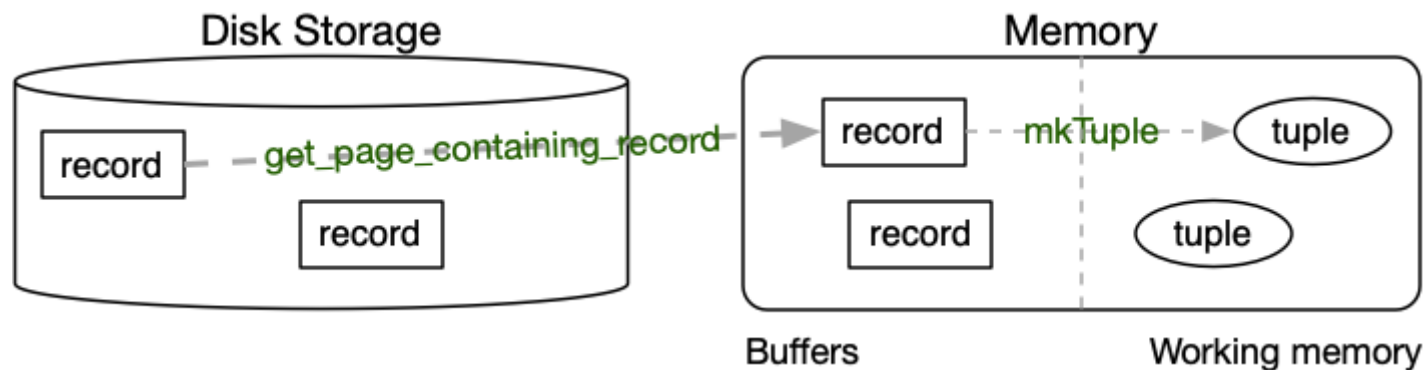 Disk Storage
Memory
record
get_page_containing_record
record
mkTuple
tuple
record
record
tuple
Buffers
Working memory